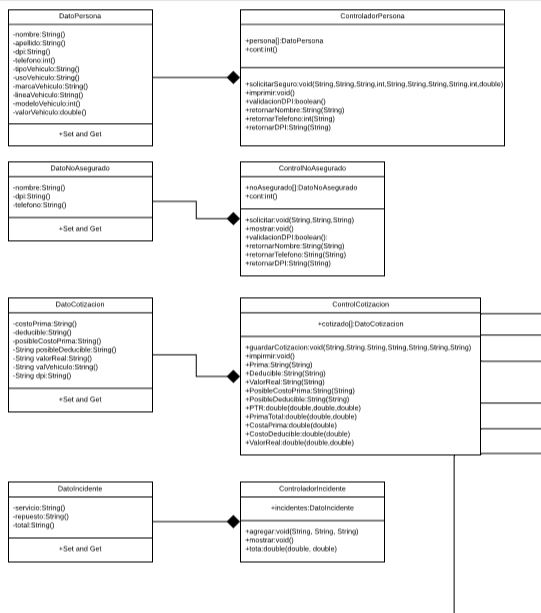 DatoPersona
-nombre:String()
-apellido:String()
-dpi:String()
-telefono:int()
-tipoVehiculo:String()
-usoVehiculo:String()
-marcaVehiculo:String()
-lineaVehiculo:String()
-modeloVehiculo:int()
-valorVehiculo:double()
+Set and Get
ControladorPersona
+persona[]:DatoPersona
+cont:int()
+solicitarSeguro:void(String,String,String,int,String,String,String,String,int,double)
+imprimir:void()
+validacionDPI:boolean()
+retornarNombre:String(String)
+retornarTelefono:int(String)
+retornarDPI:String(String)
DatoNoAsegurado
-nombre:String()
-dpi:String()
-telefono:String()
+Set and Get
ControlNoAsegurado
+noAsegurado[]:DatoNoAsegurado
+cont:int()
+solicitar:void(String,String,String)
+mostrar:void()
+validacionDPI:boolean():
+retornarNombre:String(String)
+retornarTelefono:String(String)
+retornarDPI:String(String)
DatoCotizacion
-costoPrima:String()
-deducible:String()
-posibleCostoPrima:String()
-String posibleDeducible:String()
-String valorReal:String()
-String valVehiculo:String()
-String dpi:String()
+Set and Get
ControlCotizacion
+cotizado[]:DatoCotizacion
+guardarCotizacion:void(String,String,String,String,String,String,String)
+imprimir:void()
+Prima:String(String)
+Deducible:String(String)
+ValorReal:String(String)
+PosibleCostoPrima:String(String)
+PosibleDeducible:String(String)
+PTR:double(double,double,double)
+PrimaTotal:double(double,double)
+CostaPrima:double(double)
+CostoDeducible:double(double)
+ValorReal:double(double)
DatoIncidente
-servicio:String()
-repuesto:String()
-total:String()
+Set and Get
ControladorIncidente
+incidentes:DatoIncidente
+agregar:void(String, String, String)
+mostrar:void()
+tota:double(double, double)